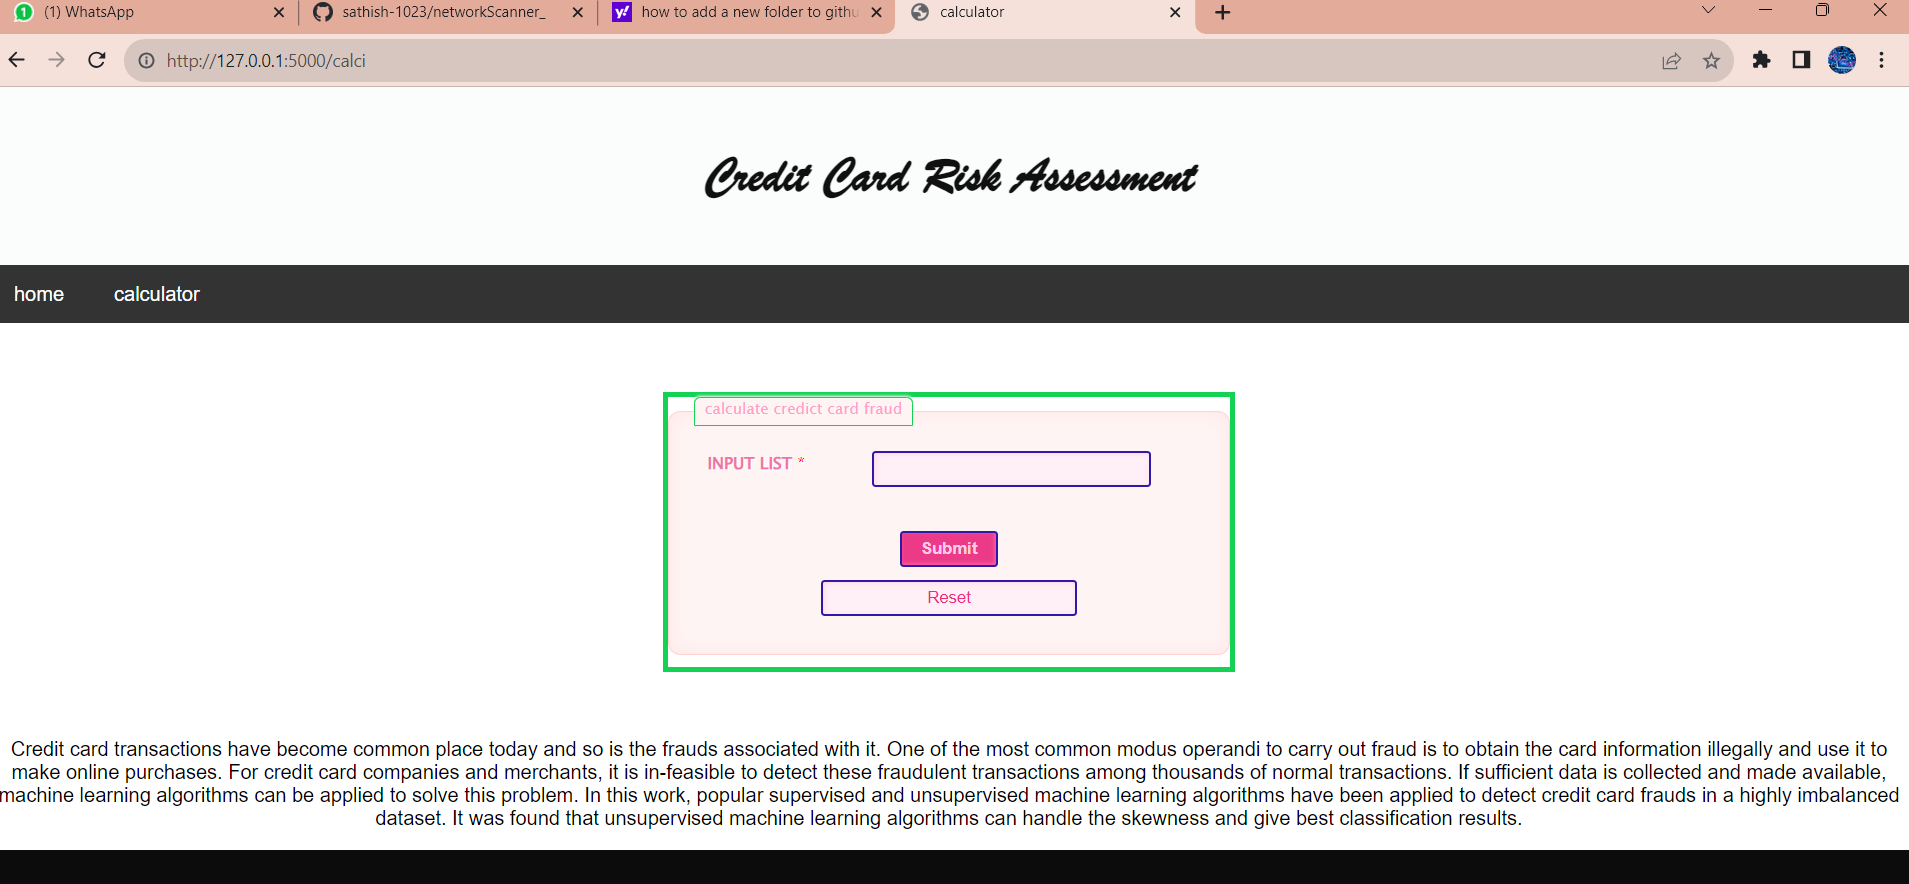 1 (1) WhatsApp
sathish-1023/networkScanner_
y! how to add a new folder to githu
calculator
http://127.0.0.1:5000/calci
Credit Card Risk Assessment
home calculator
calculate credict card fraud
INPUT LIST *
Submit
Reset
Credit card transactions have become common place today and so is the frauds associated with it. One of the most common modus operandi to carry out fraud is to obtain the card information illegally and use it to
make online purchases. For credit card companies and merchants, it is in-feasible to detect these fraudulent transactions among thousands of normal transactions. If sufficient data is collected and made available,
machine learning algorithms can be applied to solve this problem. In this work, popular supervised and unsupervised machine learning algorithms have been applied to detect credit card frauds in a highly imbalanced
dataset. It was found that unsupervised machine learning algorithms can handle the skewness and give best classification results.